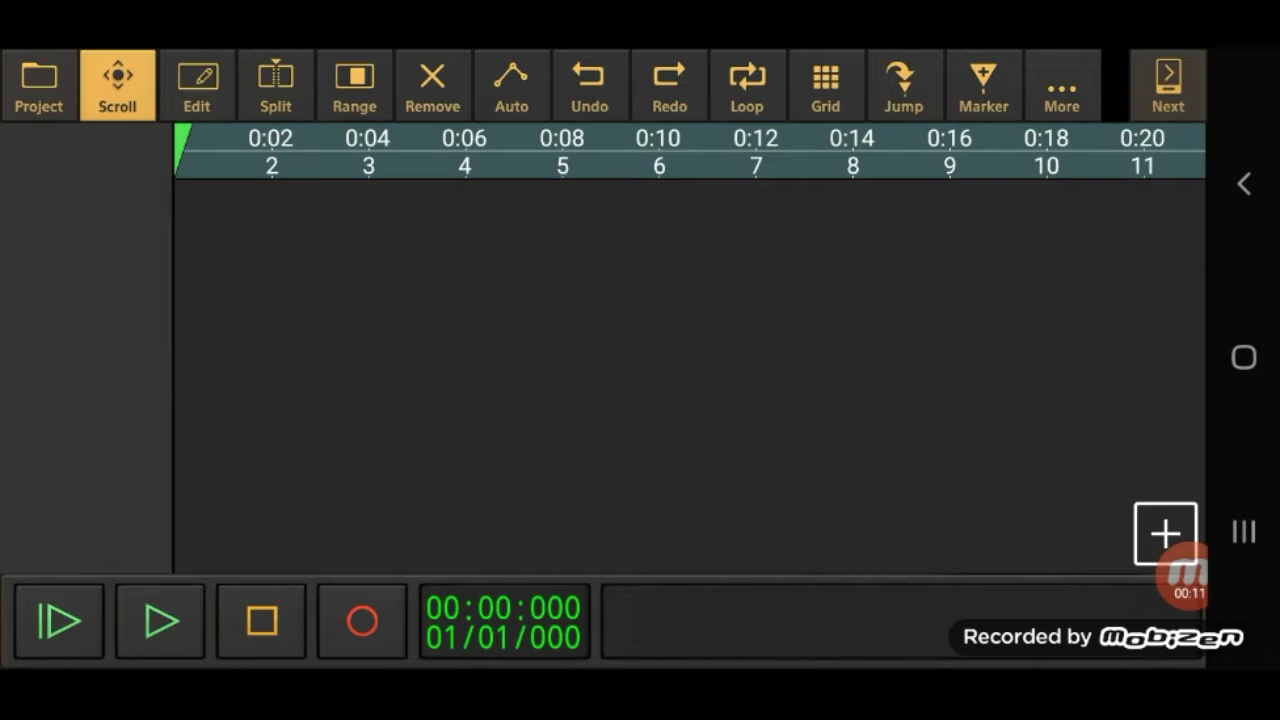 Project Scroll Edit Split Range Remove Auto Undo Redo Loop Grid Jump Marker More Next
0:02 0:04 0:06 0:08 0:10 0:12 0:14 0:16 0:18 0:20
2 3 4 5 6 7 8 9 10 11
00:11
00:00:000
01/01/000
Recorded by mobizen